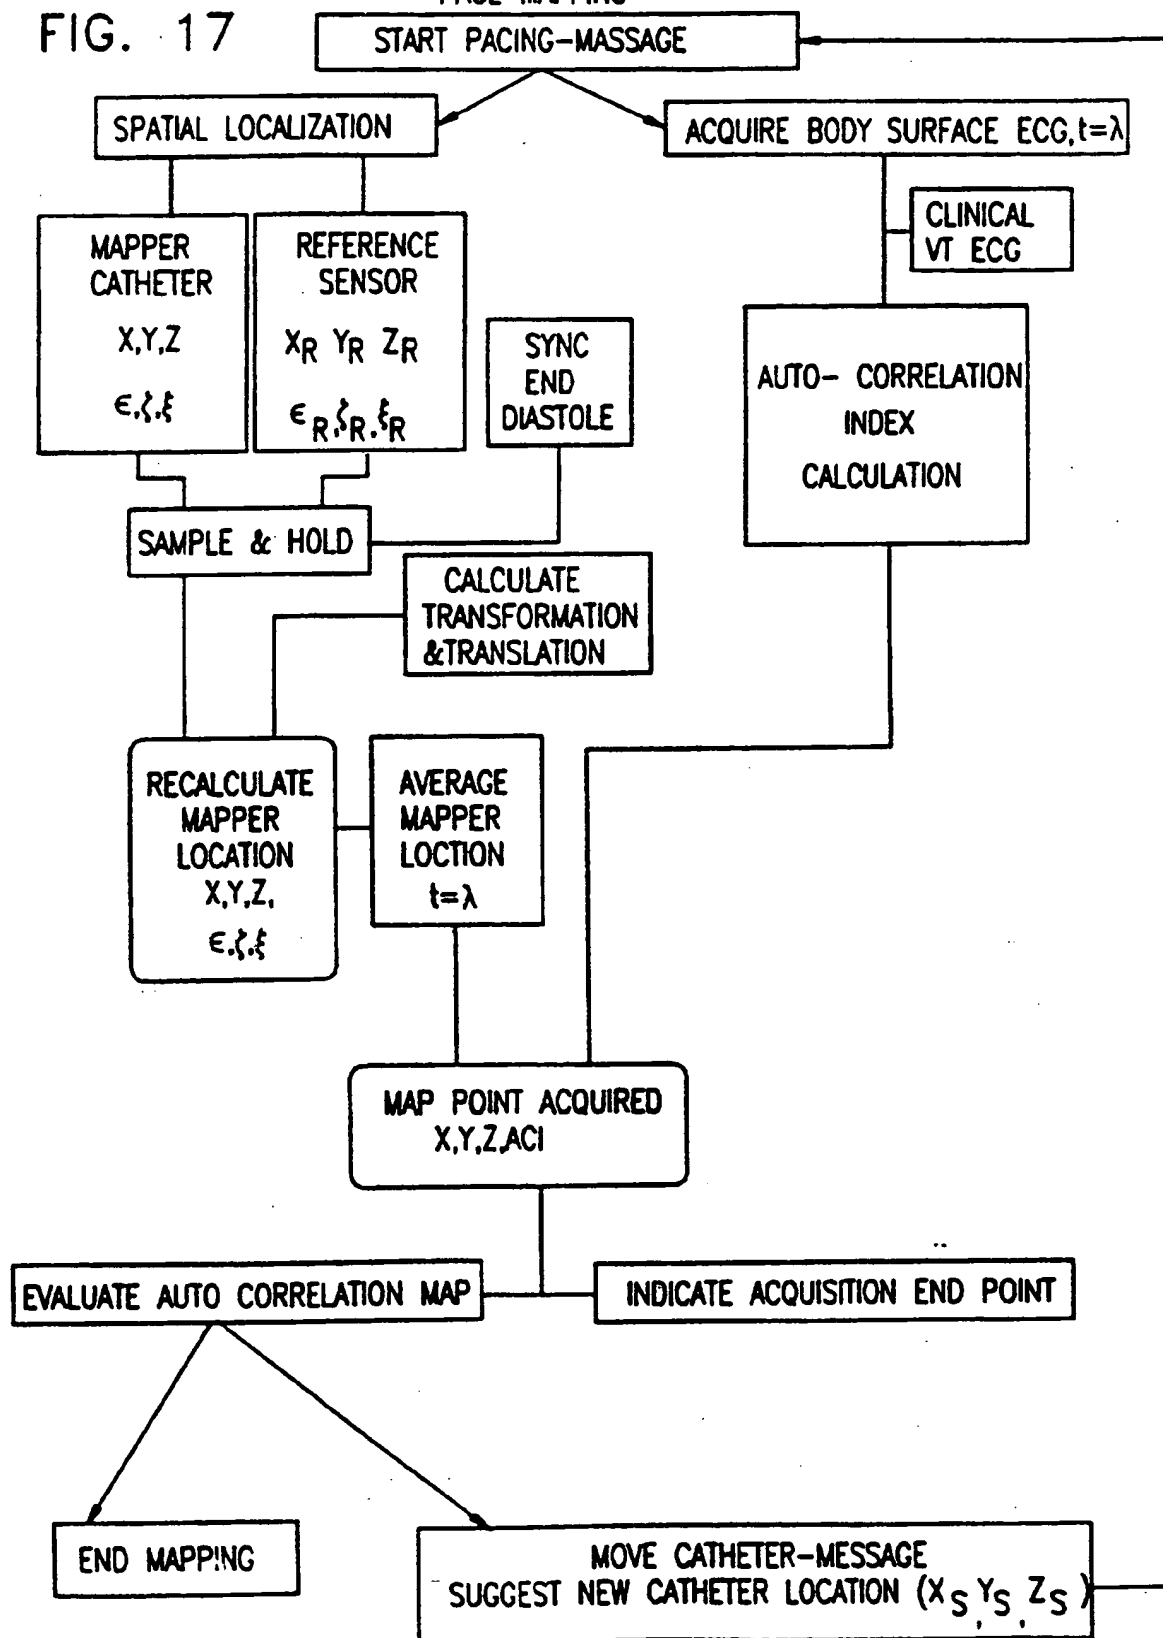 FIG. 17
START PACING-MASSAGE
SPATIAL LOCALIZATION
ACQUIRE BODY SURFACE ECG, t=λ
MAPPER
CATHETER
X,Y,Z
ϵ,ζ,ξ
REFERENCE
SENSOR
XR YR ZR
ϵR,ζR,ξR
CLINICAL
VT ECG
SYNC
END
DIASTOLE
AUTO- CORRELATION
INDEX
CALCULATION
SAMPLE & HOLD
CALCULATE
TRANSFORMATION
&TRANSLATION
RECALCULATE
MAPPER
LOCATION
X,Y,Z,
ϵ,ζ,ξ
AVERAGE
MAPPER
LOCTION
t=λ
MAP POINT ACQUIRED
X,Y,Z,ACI
EVALUATE AUTO CORRELATION MAP
INDICATE ACQUISITION END POINT
END MAPPING
MOVE CATHETER-MESSAGE
SUGGEST NEW CATHETER LOCATION (XS, YS, ZS)